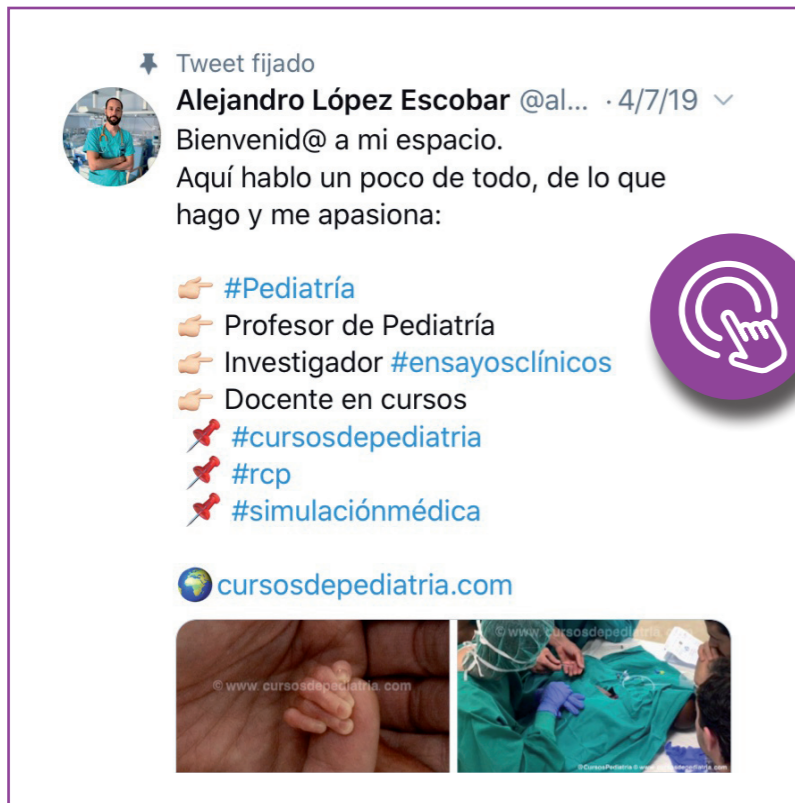 Tweet fijado
Alejandro López Escobar @al... · 4/7/19
Bienvenid@ a mi espacio.
Aquí hablo un poco de todo, de lo que
hago y me apasiona:
👉🏻 #Pediatría
👉🏻 Profesor de Pediatría
👉🏻 Investigador #ensayosclínicos
👉🏻 Docente en cursos
📌 #cursosdepediatria
📌 #rcp
📌 #simulaciónmédica
🌍 cursosdepediatria.com
© www. cursosdepediatria. com
© www. cursosdepediatria. com
©CursosPediatria